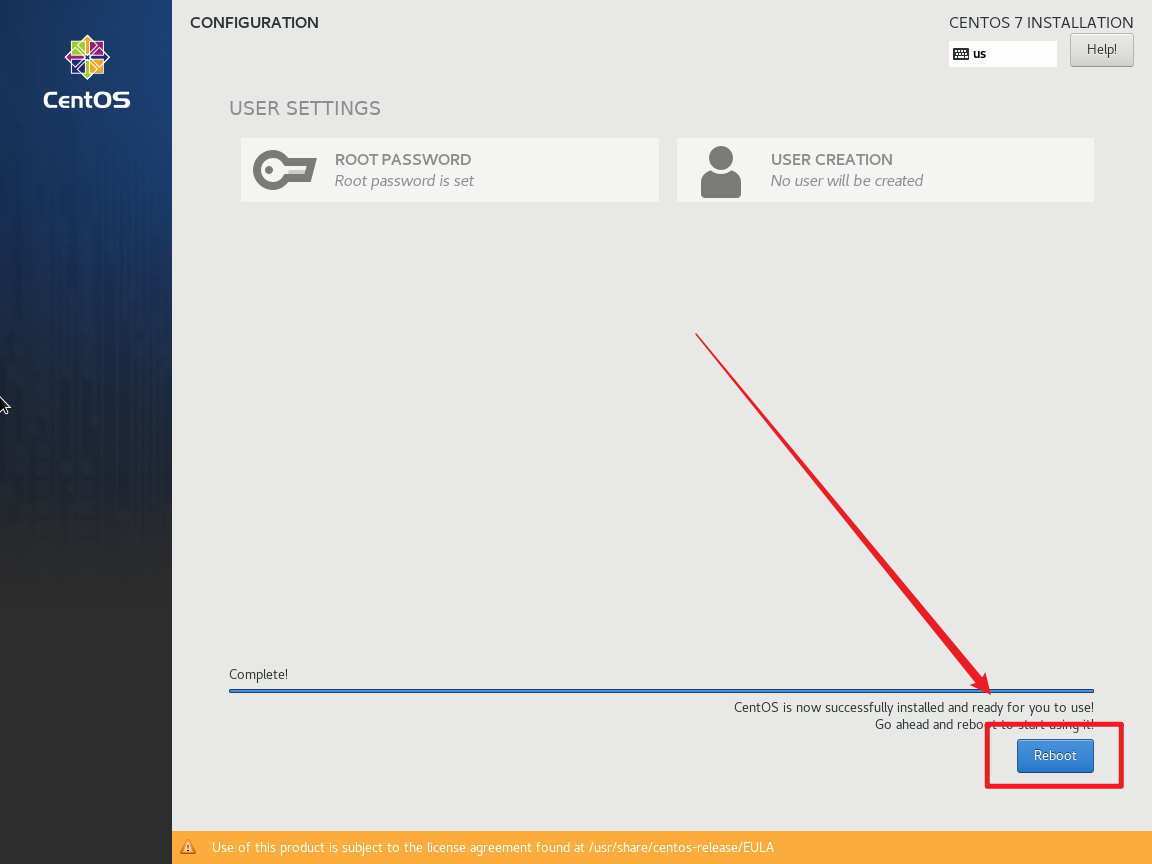 CONFIGURATION
CENTOS 7 INSTALLATION
us
Help!
CentOS
USER SETTINGS
ROOT PASSWORD
Root password is set
USER CREATION
No user will be created
Complete!
CentOS is now successfully installed and ready for you to use!
Go ahead and reboot to start using it!
Reboot
Use of this product is subject to the license agreement found at /usr/share/centos-release/EULA